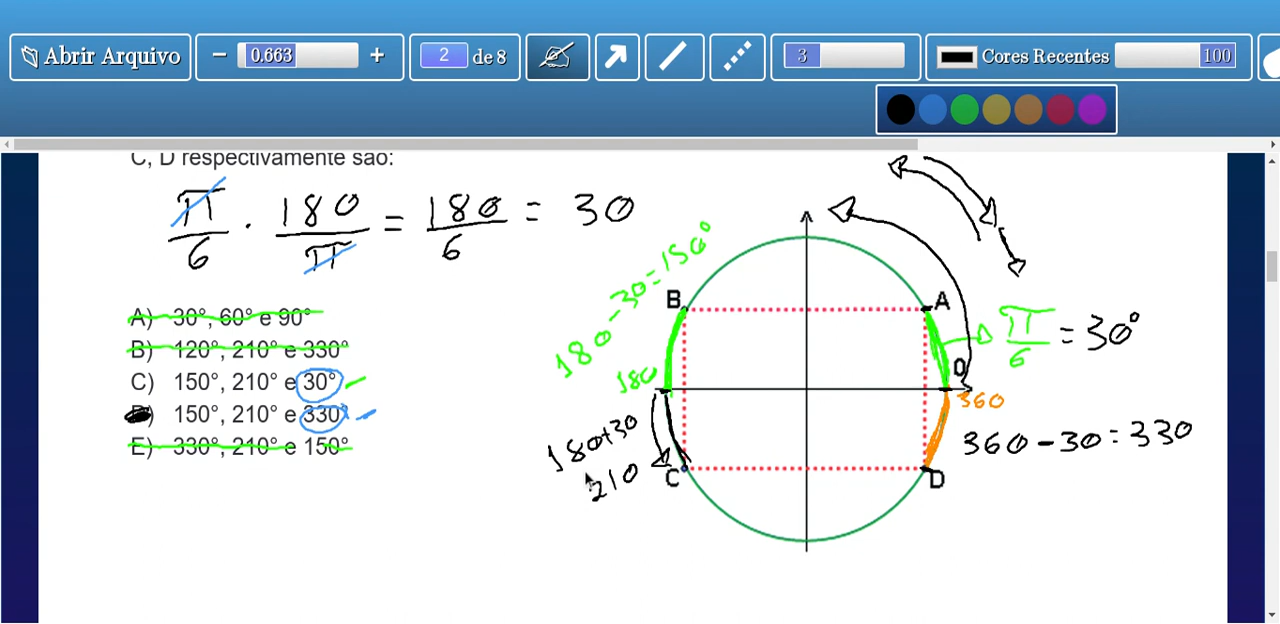 Abrir Arquivo − 0.663 + 2 de 8 3 Cores Recentes 100
C, D respectivamente são:
π/6 · 180/π = 180/6 = 30
A) 30°, 60° e 90°
B) 120°, 210° e 330°
C) 150°, 210° e 30°
D) 150°, 210° e 330°
E) 330°, 210° e 150°
180-30=150°
B
A
π/6 = 30°
180
0
360
180+30
210
C
D
360-30=330